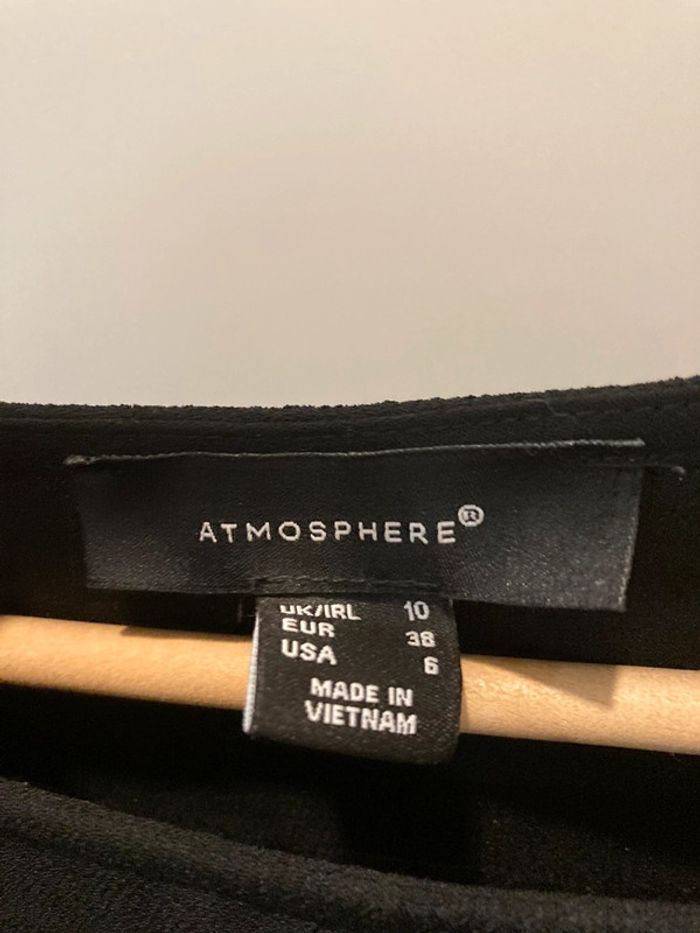 ATMOSPHERE®
UK/IRL 10
EUR 38
USA 6
MADE IN
VIETNAM